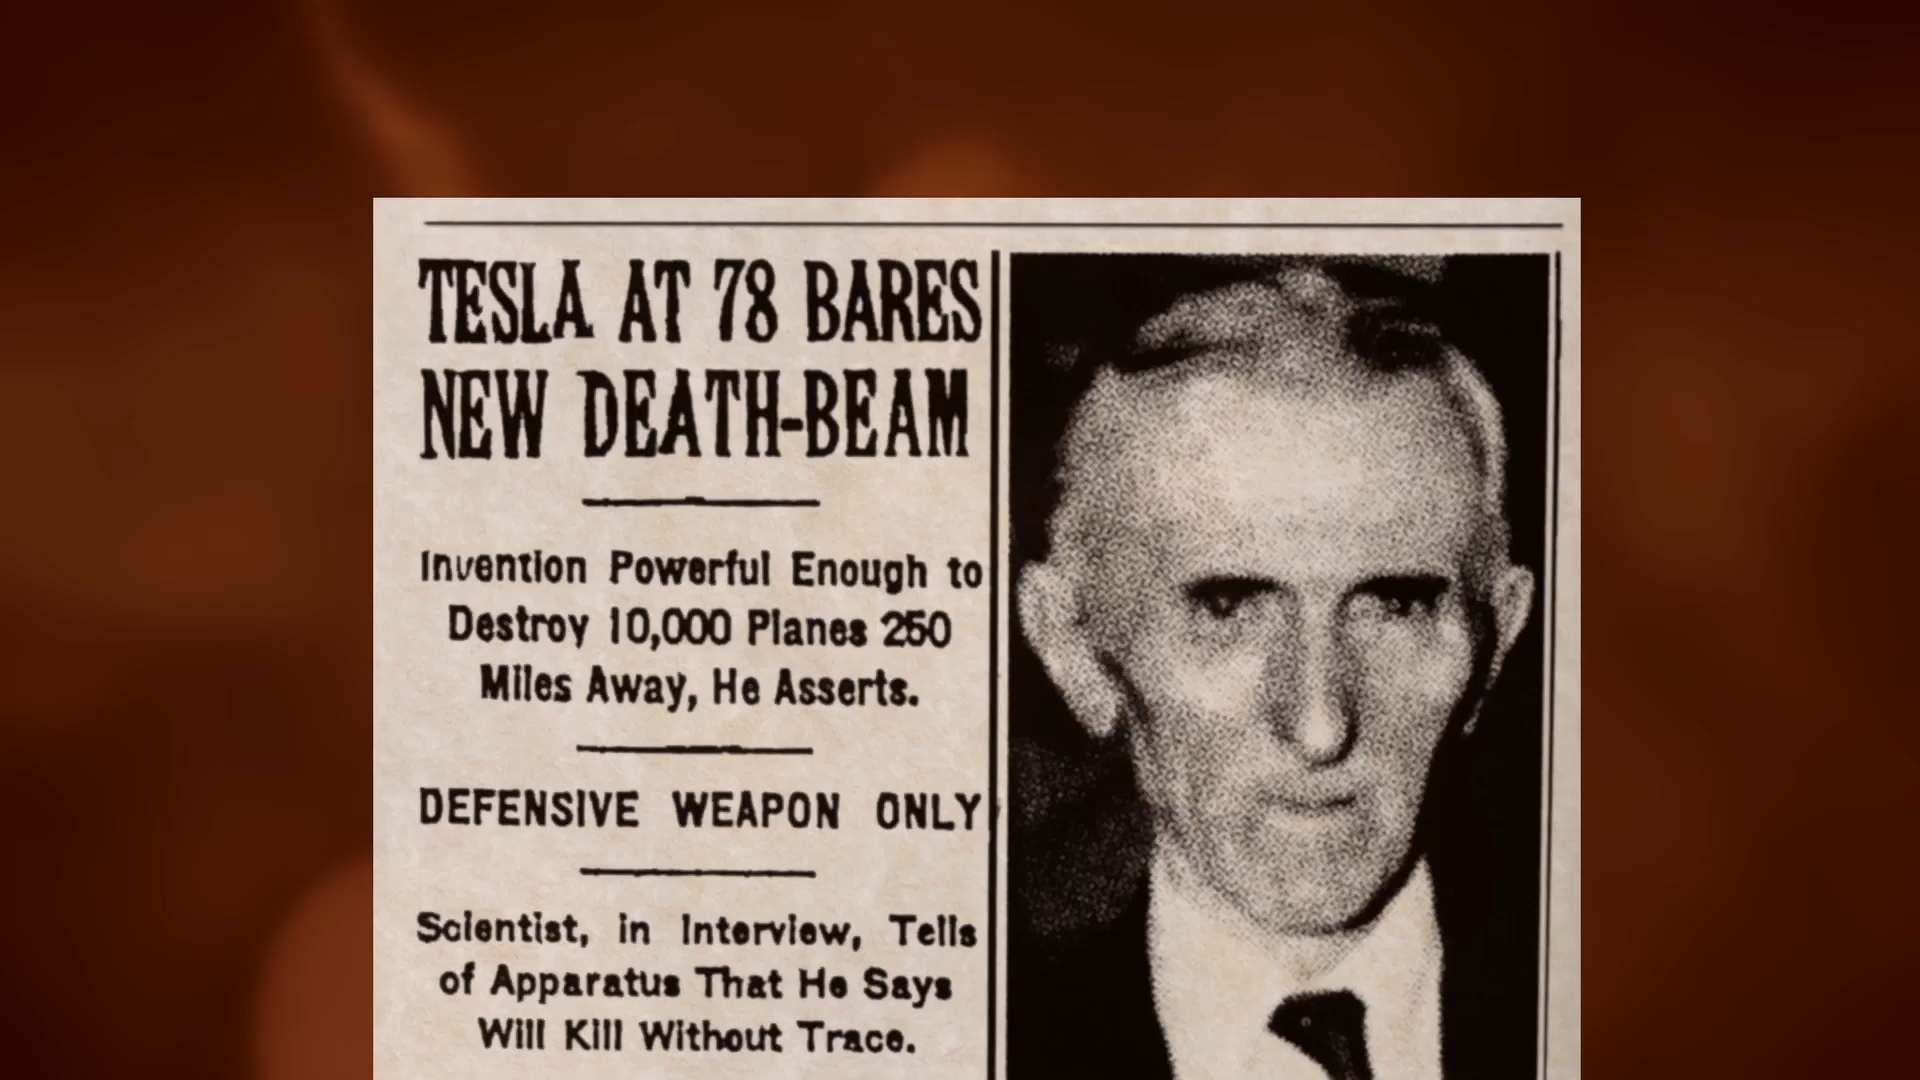 TESLA AT 78 BARES
NEW DEATH-BEAM
Invention Powerful Enough to
Destroy 10,000 Planes 250
Miles Away, He Asserts.
DEFENSIVE WEAPON ONLY
Scientist, in Interview, Tells
of Apparatus That He Says
Will Kill Without Trace.